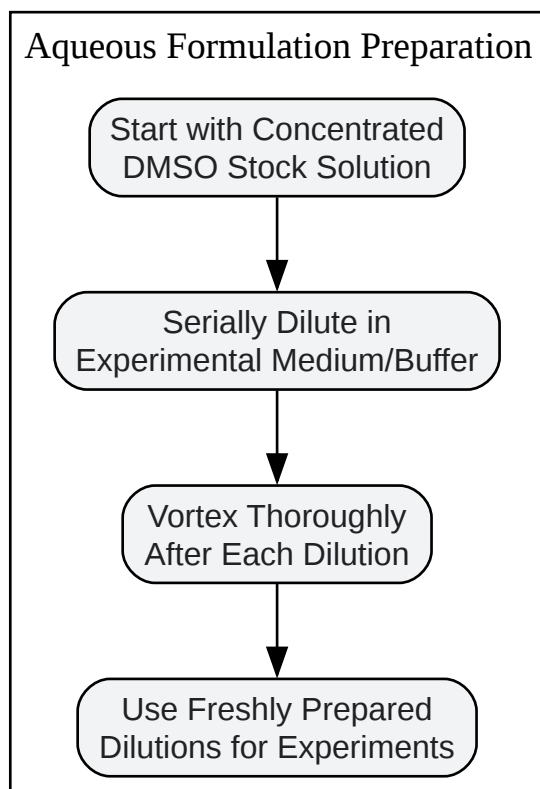 Aqueous Formulation Preparation
Start with Concentrated
DMSO Stock Solution
Serially Dilute in
Experimental Medium/Buffer
Vortex Thoroughly
After Each Dilution
Use Freshly Prepared
Dilutions for Experiments